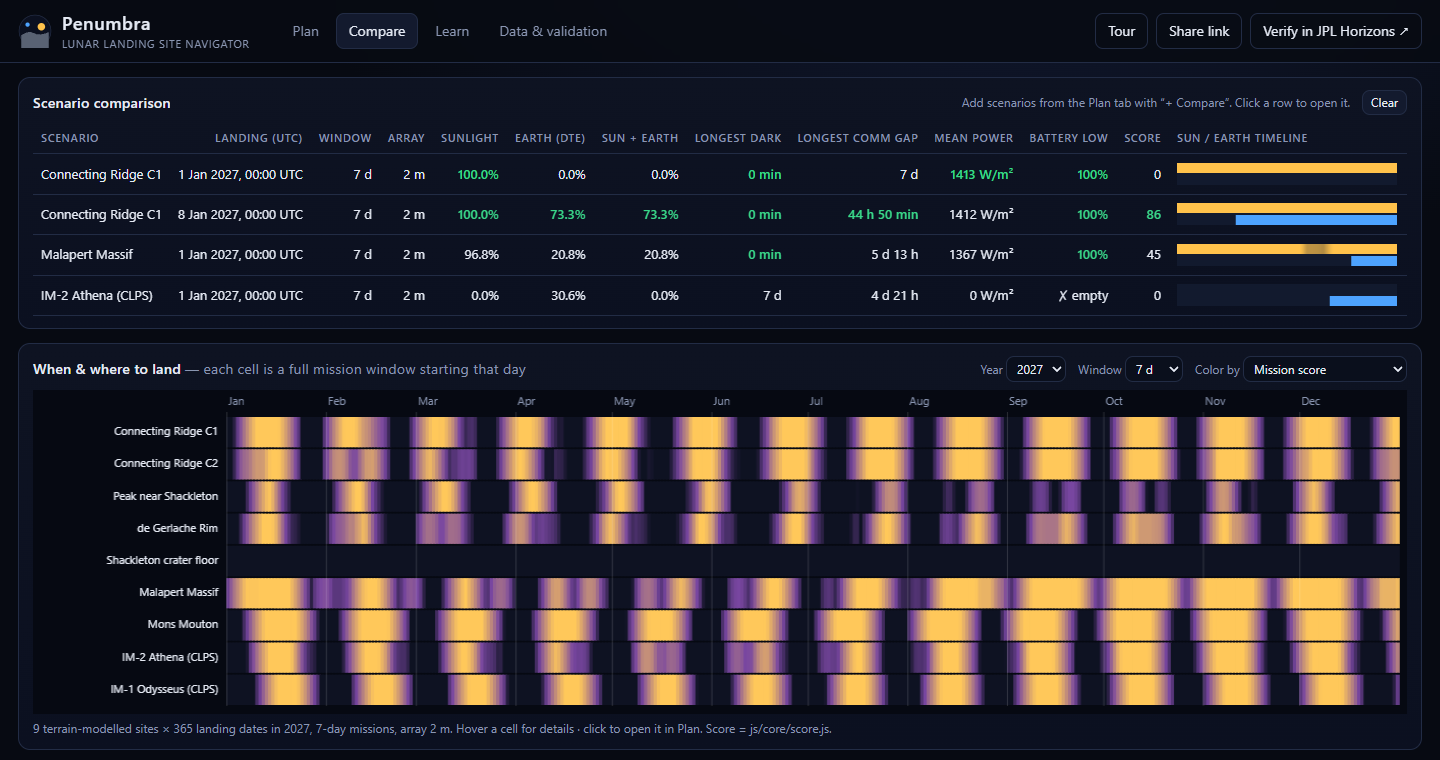 Penumbra
LUNAR LANDING SITE NAVIGATOR
Plan Compare Learn Data & validation
Tour Share link Verify in JPL Horizons ↗
Scenario comparison
Add scenarios from the Plan tab with "+ Compare". Click a row to open it. Clear
SCENARIO LANDING (UTC) WINDOW ARRAY SUNLIGHT EARTH (DTE) SUN + EARTH LONGEST DARK LONGEST COMM GAP MEAN POWER BATTERY LOW SCORE SUN / EARTH TIMELINE
Connecting Ridge C1 1 Jan 2027, 00:00 UTC 7 d 2 m 100.0% 0.0% 0.0% 0 min 7 d 1413 W/m² 100% 0
Connecting Ridge C1 8 Jan 2027, 00:00 UTC 7 d 2 m 100.0% 73.3% 73.3% 0 min 44 h 50 min 1412 W/m² 100% 86
Malapert Massif 1 Jan 2027, 00:00 UTC 7 d 2 m 96.8% 20.8% 20.8% 0 min 5 d 13 h 1367 W/m² 100% 45
IM-2 Athena (CLPS) 1 Jan 2027, 00:00 UTC 7 d 2 m 0.0% 30.6% 0.0% 7 d 4 d 21 h 0 W/m² ✗ empty 0
When & where to land — each cell is a full mission window starting that day
Year 2027 Window 7 d Color by Mission score
Jan Feb Mar Apr May Jun Jul Aug Sep Oct Nov Dec
Connecting Ridge C1
Connecting Ridge C2
Peak near Shackleton
de Gerlache Rim
Shackleton crater floor
Malapert Massif
Mons Mouton
IM-2 Athena (CLPS)
IM-1 Odysseus (CLPS)
9 terrain-modelled sites × 365 landing dates in 2027, 7-day missions, array 2 m. Hover a cell for details · click to open it in Plan. Score = js/core/score.js.